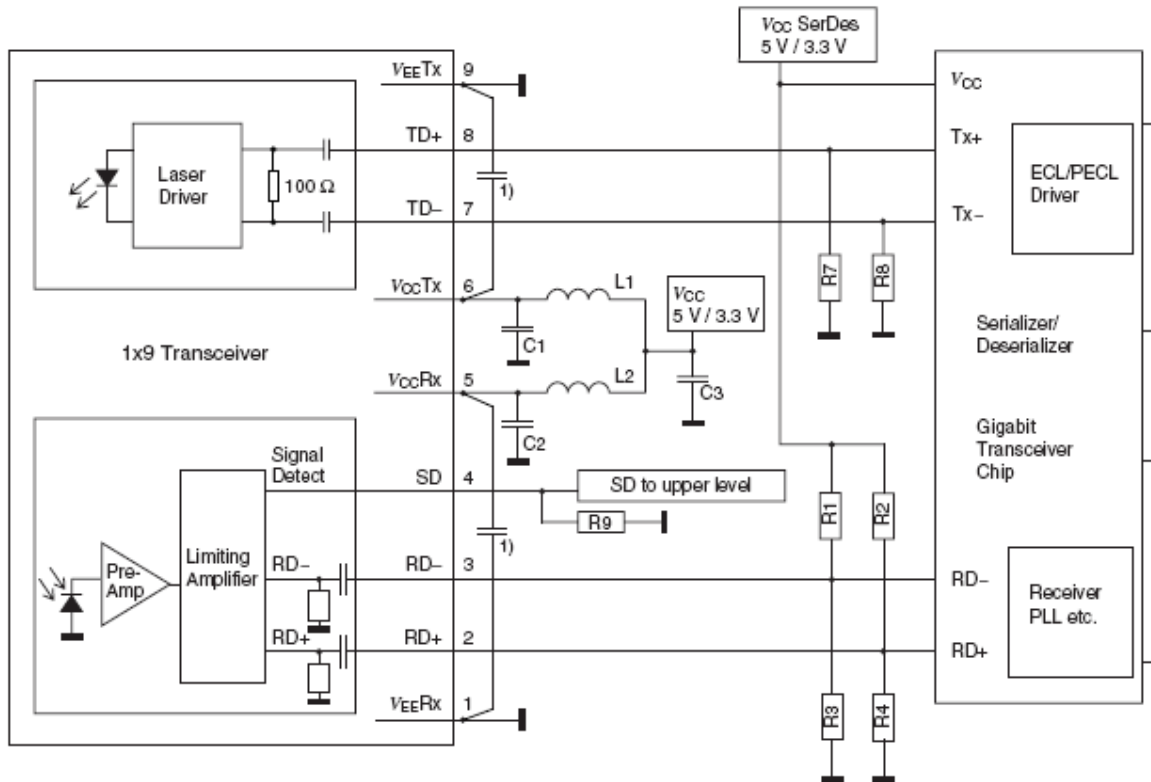 VCC SerDes
5 V / 3.3 V
VEETx
9
VCC
TD+
8
Tx+
Laser
Driver
100 Ω
1)
ECL/PECL
Driver
TD−
7
Tx−
R7
R8
VCCTx
6
L1
VCC
5 V / 3.3 V
C1
Serializer/
Deserializer
1x9 Transceiver
VCCRx
5
L2
C3
C2
Gigabit
Transceiver
Chip
Signal
Detect
SD
4
SD to upper level
R9
R1
R2
1)
Pre-
Amp
Limiting
Amplifier
RD−
RD−
3
RD−
Receiver
PLL etc.
RD+
RD+
2
RD+
VEERx
1
R3
R4